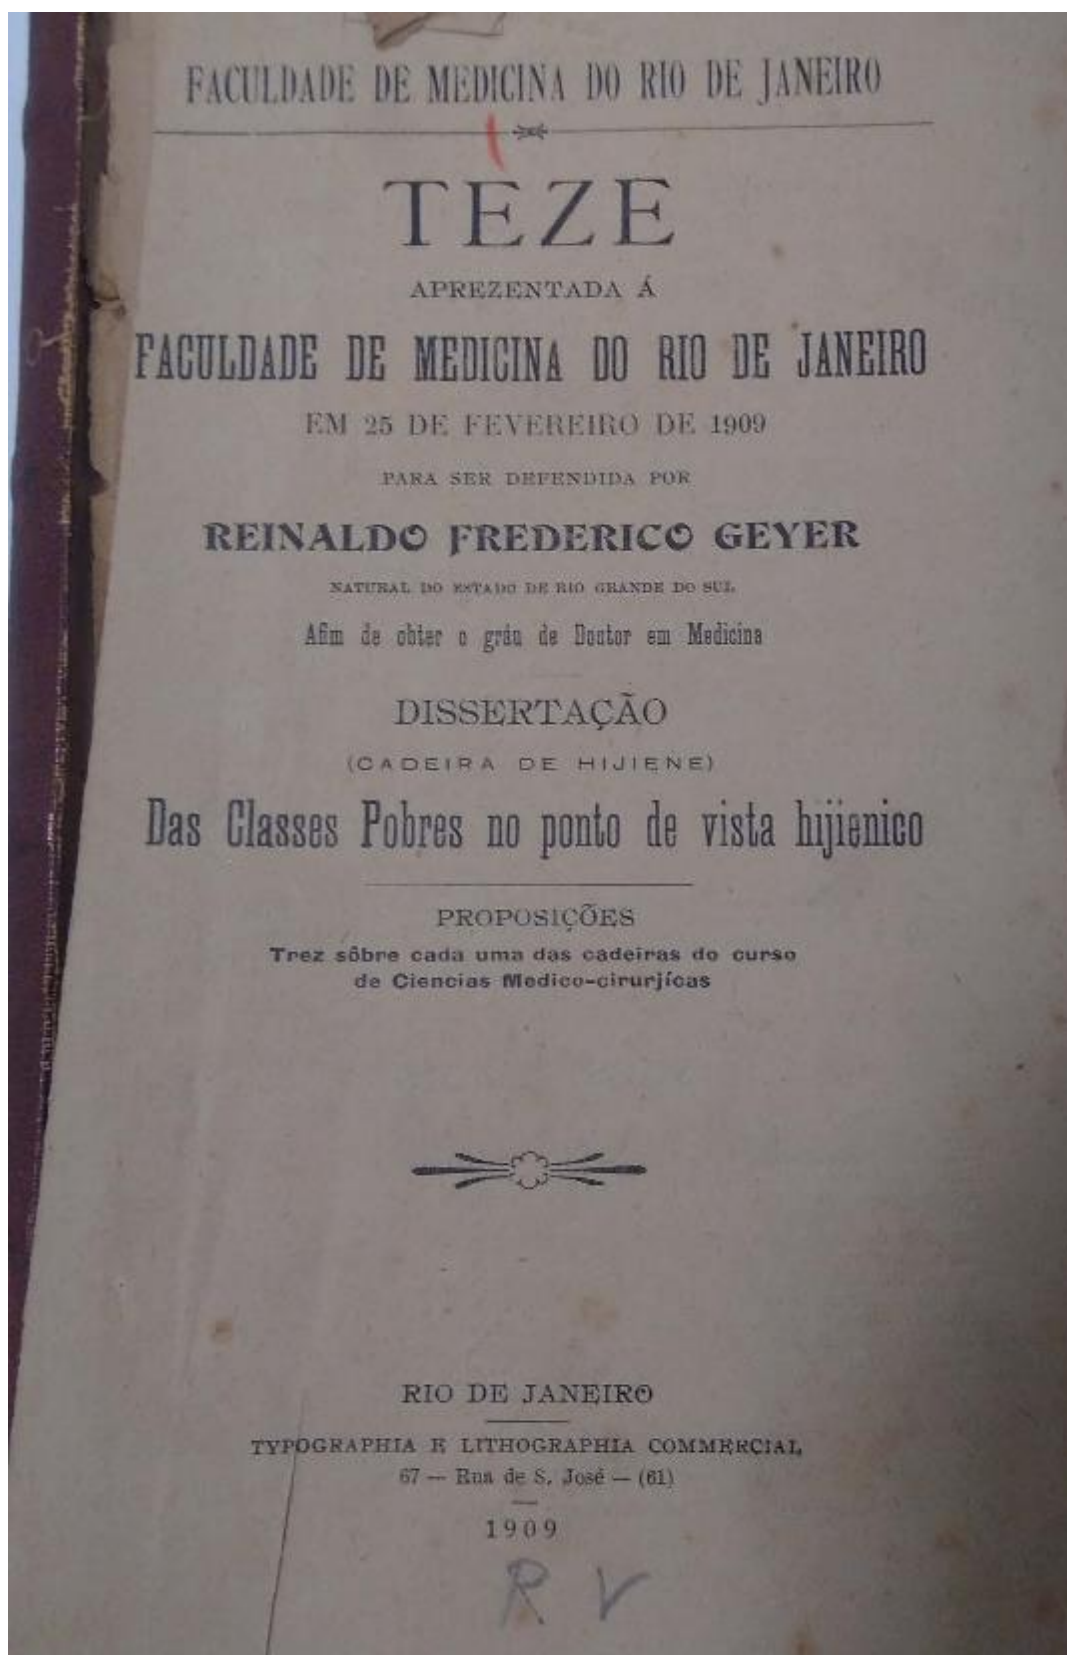 FACULDADE DE MEDICINA DO RIO DE JANEIRO
TEZE
APREZENTADA Á
FACULDADE DE MEDICINA DO RIO DE JANEIRO
EM 25 DE FEVEREIRO DE 1909
PARA SER DEFENDIDA POR
REINALDO FREDERICO GEYER
NATURAL DO ESTADO DE RIO GRANDE DO SUL
Afim de obter o gráu de Doutor em Medicina
DISSERTAÇÃO
(CADEIRA DE HIJIENE)
Das Classes Pobres no ponto de vista hijienico
PROPOSIÇÕES
Trez sôbre cada uma das cadeiras do curso
de Ciencias Medico-cirurjícas
RIO DE JANEIRO
TYPOGRAPHIA E LITHOGRAPHIA COMMERCIAL
67 — Rua de S. José — (61)
1909
R V